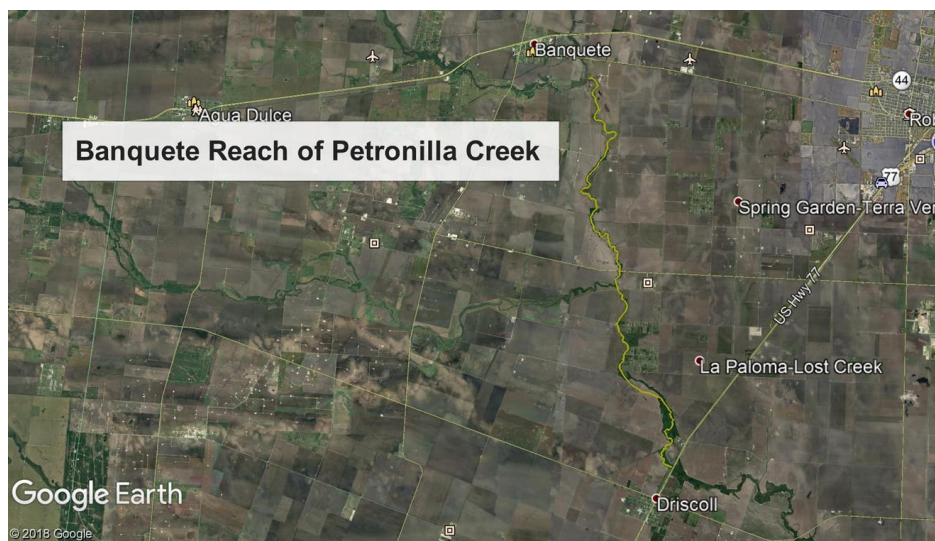 Banquete
44
Agua Dulce
Banquete Reach of Petronilla Creek
77
Spring Garden-Terra Ver
US Hwy 77
La Paloma-Lost Creek
Driscoll
Google Earth
© 2018 Google